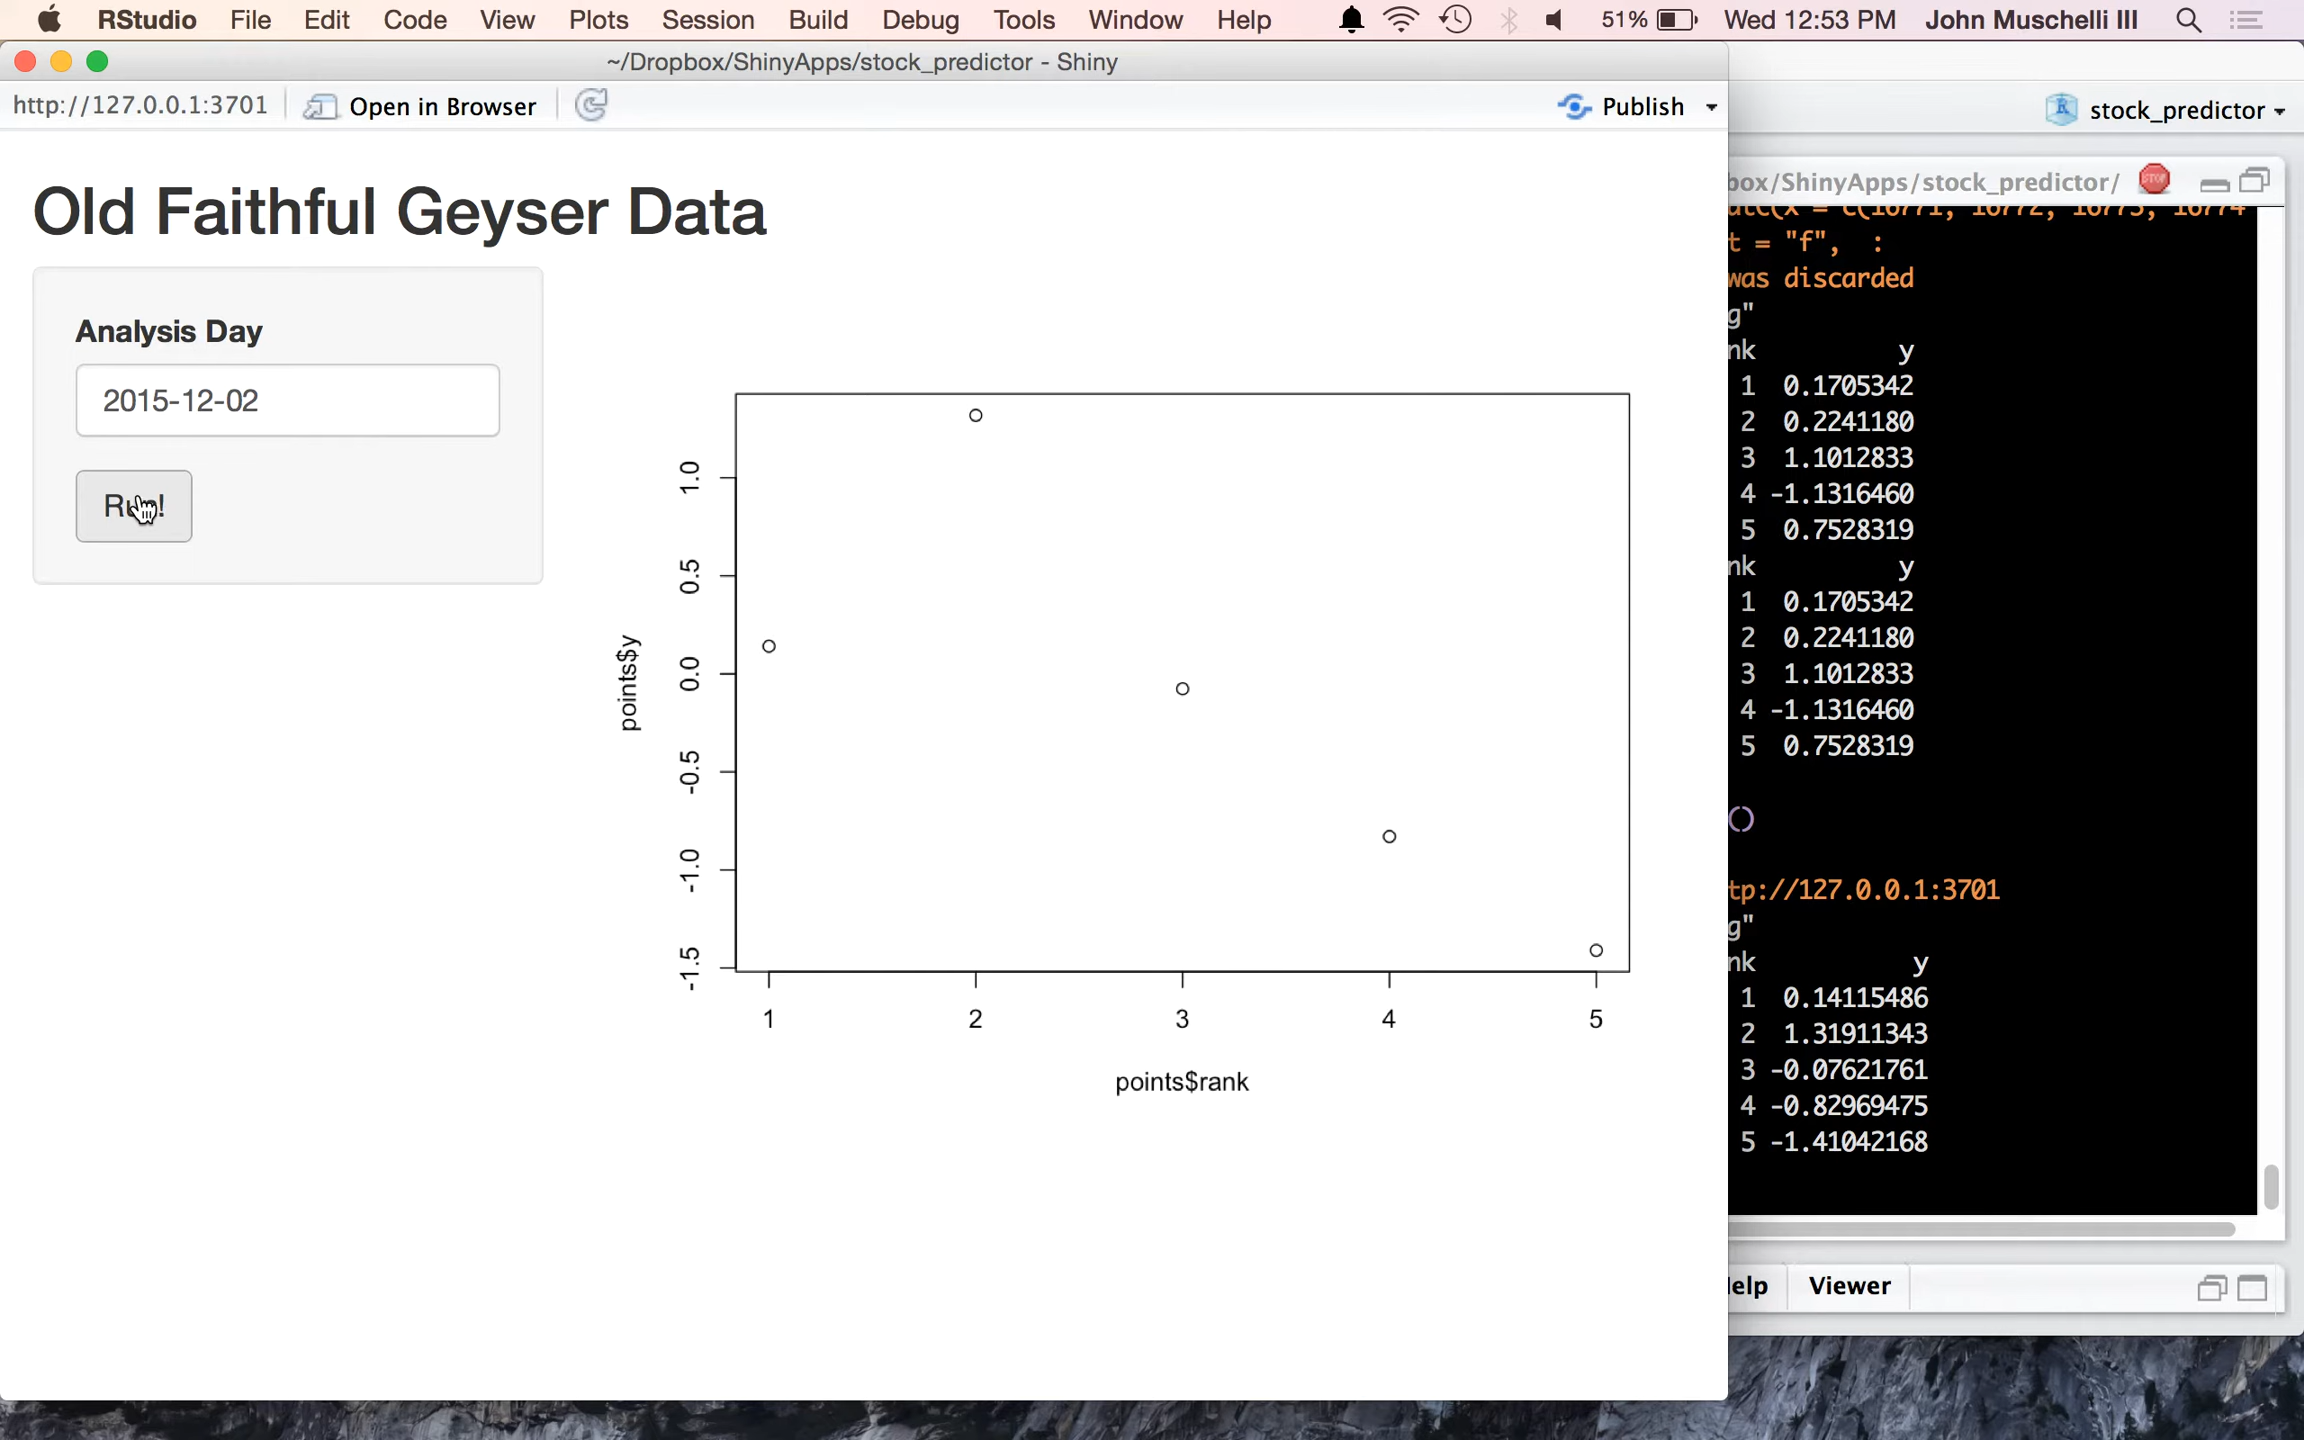 RStudio File Edit Code View Plots Session Build Debug Tools Window Help 51% Wed 12:53 PM John Muschelli III
~/Dropbox/ShinyApps/stock_predictor - Shiny
http://127.0.0.1:3701 Open in Browser Publish
stock_predictor
box/ShinyApps/stock_predictor/ STOP
Old Faithful Geyser Data
Analysis Day
2015-12-02
Run!
1.0
0.5
0.0
-0.5
-1.0
-1.5
points$y
1 2 3 4 5
points$rank
t = "f", :
was discarded
g"
nk y
1 0.1705342
2 0.2241180
3 1.1012833
4 -1.1316460
5 0.7528319
nk y
1 0.1705342
2 0.2241180
3 1.1012833
4 -1.1316460
5 0.7528319
()
tp://127.0.0.1:3701
g"
nk y
1 0.14115486
2 1.31911343
3 -0.07621761
4 -0.82969475
5 -1.41042168
elp Viewer